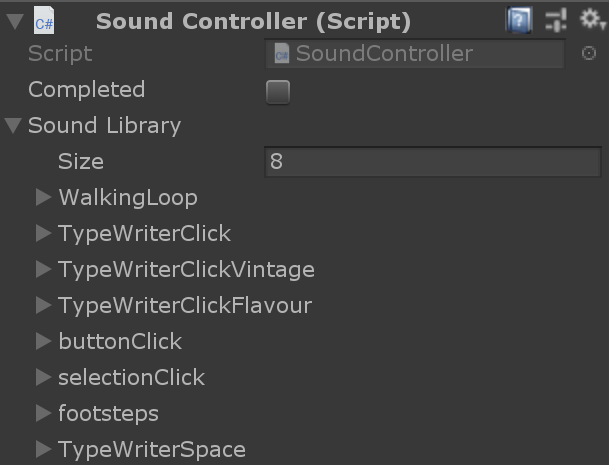 C# Sound Controller (Script)
Script C# SoundController
Completed
Sound Library
Size 8
WalkingLoop
TypeWriterClick
TypeWriterClickVintage
TypeWriterClickFlavour
buttonClick
selectionClick
footsteps
TypeWriterSpace